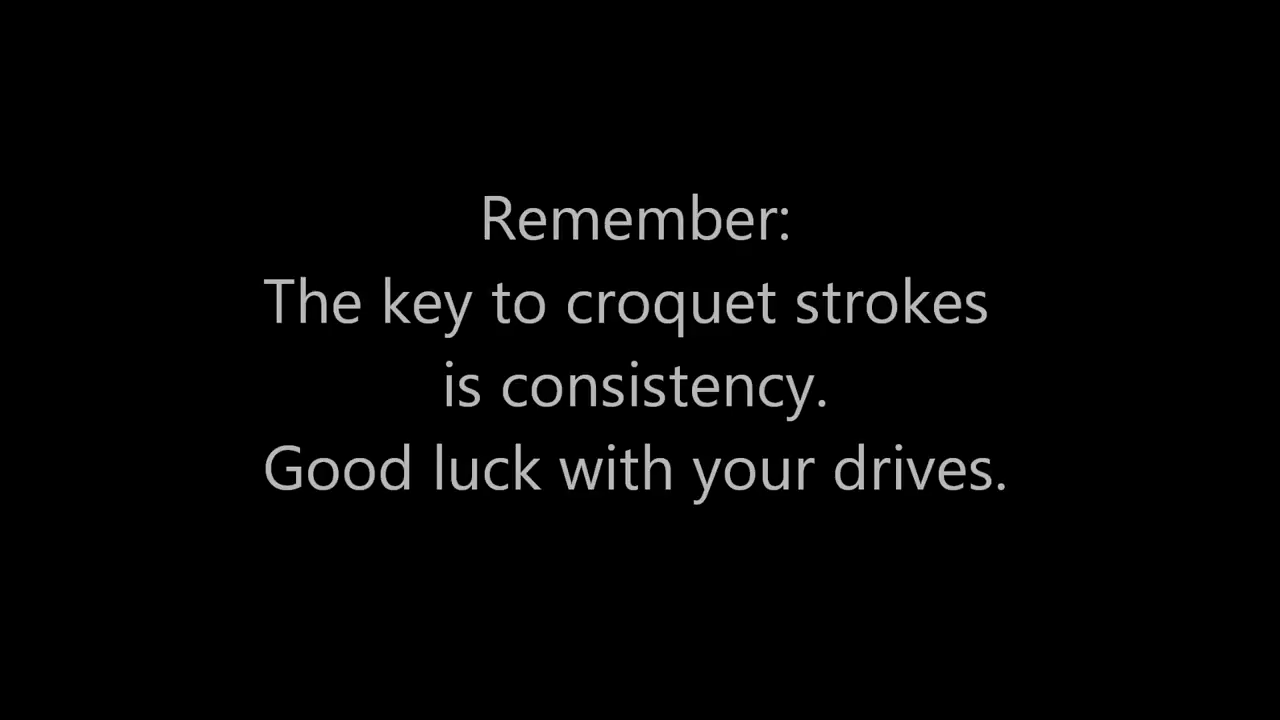 Remember:
The key to croquet strokes
is consistency.
Good luck with your drives.